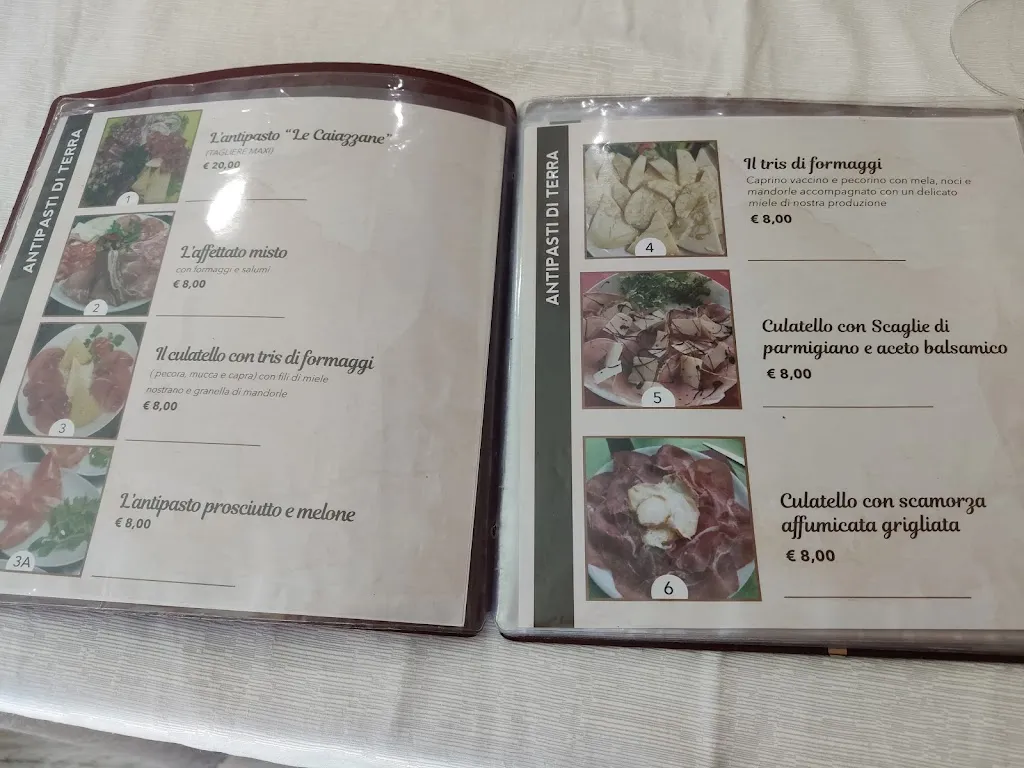 ANTIPASTI DI TERRA
L'antipasto "Le Caiazzane"
(TAGLIERE MAXI)
€ 20,00
1
L'affettato misto
con formaggi e salumi
€ 8,00
2
Il culatello con tris di formaggi
( pecora, mucca e capra) con fili di miele
nostrano e granella di mandorle
€ 8,00
3
L'antipasto prosciutto e melone
€ 8,00
3A
ANTIPASTI DI TERRA
Il tris di formaggi
Caprino vaccino e pecorino con mela, noci e
mandorle accompagnato con un delicato
miele di nostra produzione
€ 8,00
4
Culatello con Scaglie di
parmigiano e aceto balsamico
€ 8,00
5
Culatello con scamorza
affumicata grigliata
€ 8,00
6